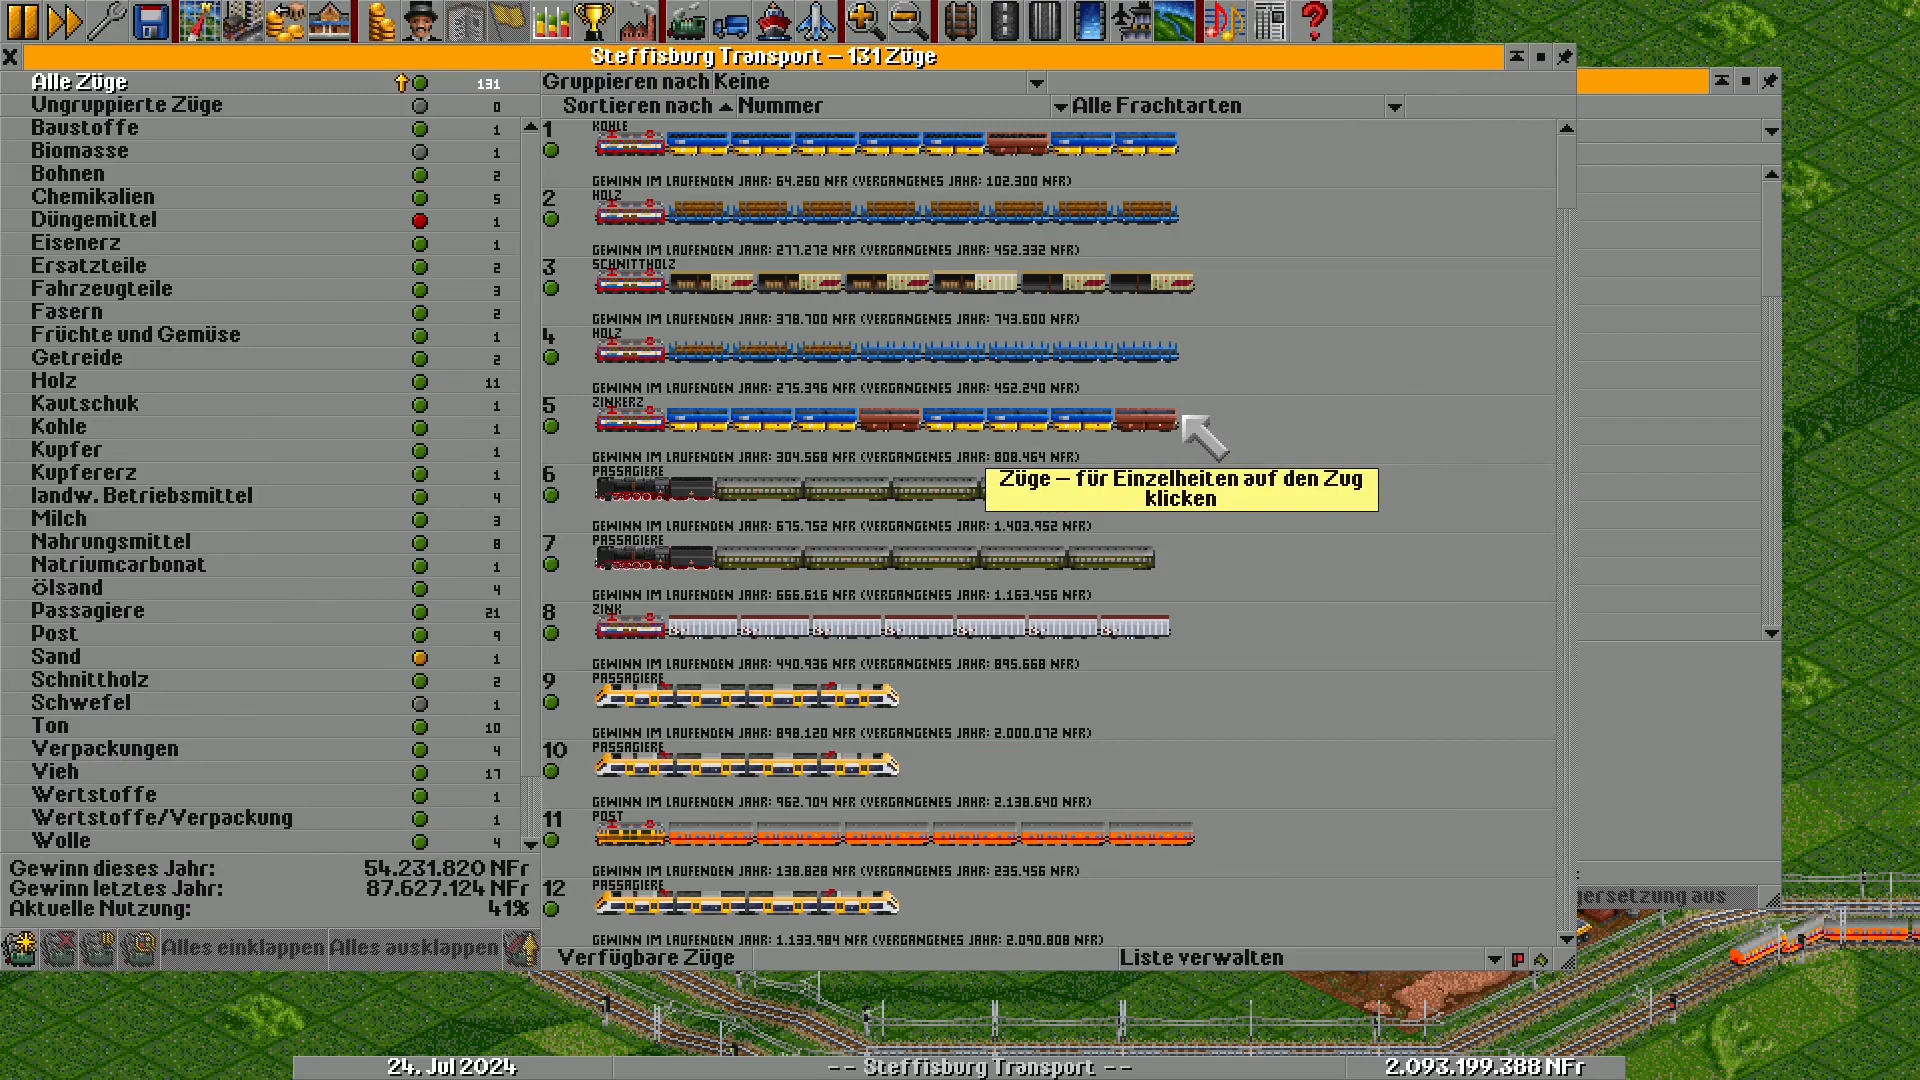 Steffisburg Transport – 131 Züge
Alle Züge 131
Gruppieren nach Keine
Ungruppierte Züge 0
Sortieren nach Nummer Alle Frachtarten
Baustoffe 1
Biomasse 1
Bohnen 2
Chemikalien 5
Düngemittel 1
Eisenerz 1
Ersatzteile 2
Fahrzeugteile 3
Fasern 2
Früchte und Gemüse 1
Getreide 2
Holz 11
Kautschuk 1
Kohle 1
Kupfer 1
Kupfererz 1
landw. Betriebsmittel 4
Milch 3
Nahrungsmittel 8
Natriumcarbonat 1
Ölsand 4
Passagiere 21
Post 9
Sand 1
Schnittholz 2
Schwefel 1
Ton 10
Verpackungen 4
Vieh 17
Wertstoffe 1
Wertstoffe/Verpackung 1
Wolle 4
Gewinn dieses Jahr: 54.231.820 NFr
Gewinn letztes Jahr: 87.627.124 NFr
Aktuelle Nutzung: 41%
Alles einklappen Alles ausklappen
1 KOHLE
GEWINN IM LAUFENDEN JAHR: 64.260 NFR (VERGANGENES JAHR: 102.300 NFR)
2 HOLZ
GEWINN IM LAUFENDEN JAHR: 277.272 NFR (VERGANGENES JAHR: 452.332 NFR)
3 SCHNITTHOLZ
GEWINN IM LAUFENDEN JAHR: 378.700 NFR (VERGANGENES JAHR: 743.600 NFR)
4 HOLZ
GEWINN IM LAUFENDEN JAHR: 275.396 NFR (VERGANGENES JAHR: 452.240 NFR)
5 ZINKERZ
GEWINN IM LAUFENDEN JAHR: 304.568 NFR (VERGANGENES JAHR: 808.464 NFR)
6 PASSAGIERE
Züge – für Einzelheiten auf den Zug
klicken
GEWINN IM LAUFENDEN JAHR: 675.752 NFR (VERGANGENES JAHR: 1.403.952 NFR)
7 PASSAGIERE
GEWINN IM LAUFENDEN JAHR: 666.616 NFR (VERGANGENES JAHR: 1.163.456 NFR)
8 ZINK
GEWINN IM LAUFENDEN JAHR: 440.936 NFR (VERGANGENES JAHR: 895.668 NFR)
9 PASSAGIERE
GEWINN IM LAUFENDEN JAHR: 898.120 NFR (VERGANGENES JAHR: 2.000.072 NFR)
10 PASSAGIERE
GEWINN IM LAUFENDEN JAHR: 962.704 NFR (VERGANGENES JAHR: 2.138.640 NFR)
11 POST
GEWINN IM LAUFENDEN JAHR: 138.828 NFR (VERGANGENES JAHR: 235.456 NFR)
12 PASSAGIERE
GEWINN IM LAUFENDEN JAHR: 1.133.984 NFR (VERGANGENES JAHR: 2.090.808 NFR)
Verfügbare Züge Liste verwalten
gersetzung aus
24. Jul 2024 -- Steffisburg Transport -- 2.093.199.388 NFr